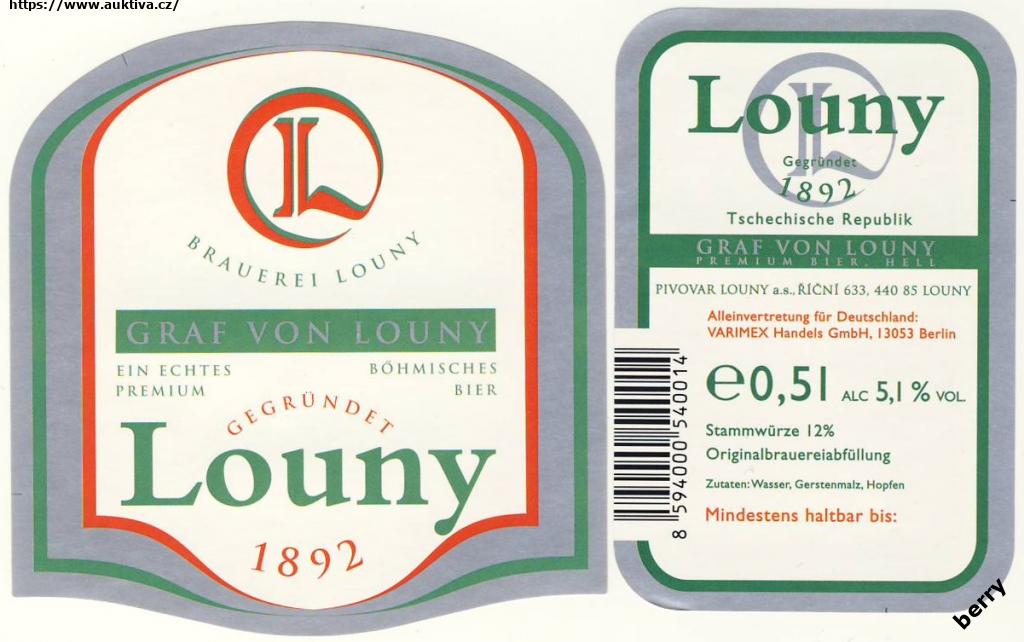 https://www.auktiva.cz/
L
BRAUEREI LOUNY
GRAF VON LOUNY
EIN ECHTES
PREMIUM
BÖHMISCHES
BIER
GEGRÜNDET
Louny
1892
L
Louny
Gegründet
1892
Tschechische Republik
GRAF VON LOUNY
PREMIUM BIER, HELL
PIVOVAR LOUNY a.s., ŘÍČNÍ 633, 440 85 LOUNY
Alleinvertretung für Deutschland:
VARIMEX Handels GmbH, 13053 Berlin
e0,5l ALC 5,1 % VOL.
Stammwürze 12%
Originalbrauereiabfüllung
Zutaten: Wasser, Gerstenmalz, Hopfen
Mindestens haltbar bis:
8 594000 540014
berry